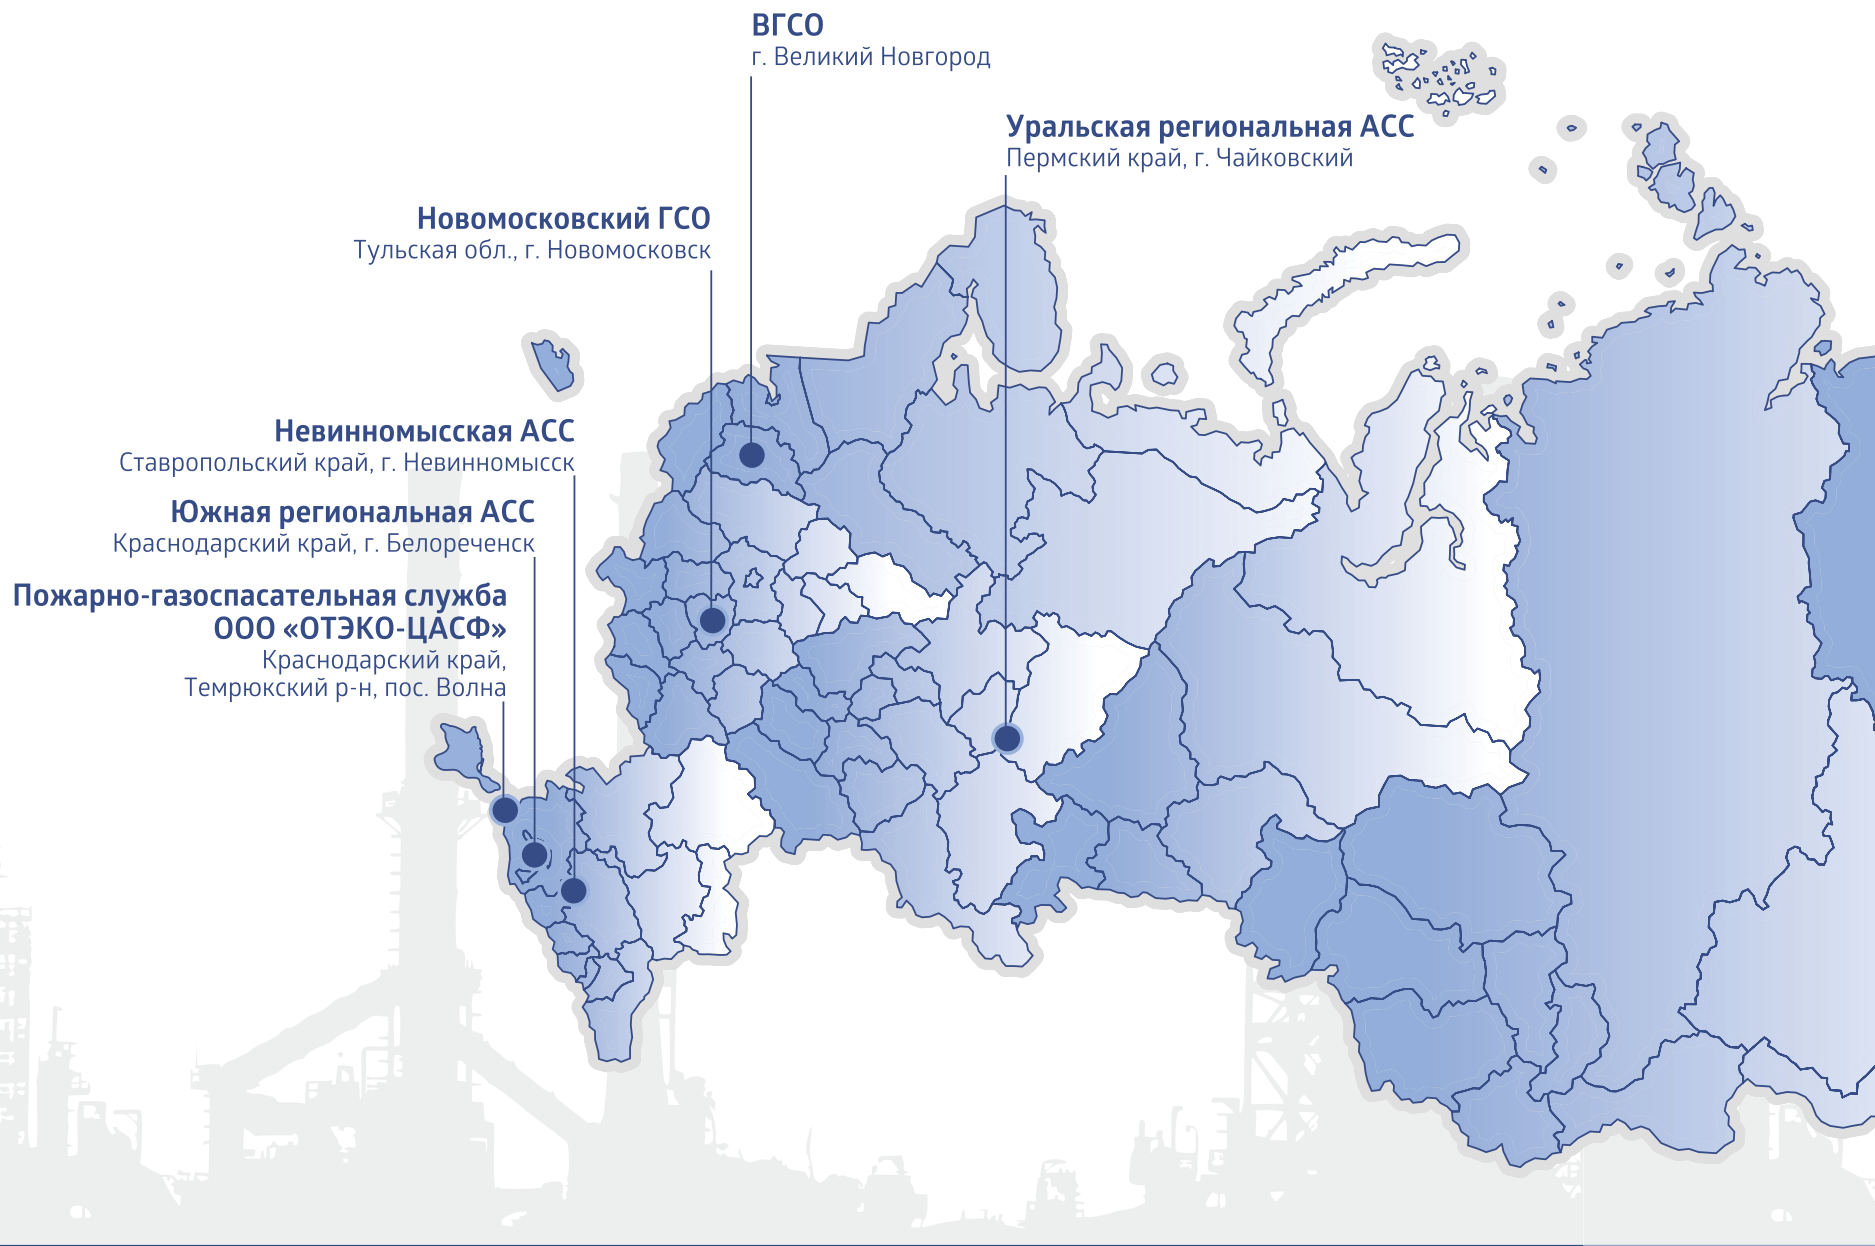 ВГСО
г. Великий Новгород
Уральская региональная АСС
Пермский край, г. Чайковский
Новомосковский ГСО
Тульская обл., г. Новомосковск
Невинномысская АСС
Ставропольский край, г. Невинномысск
Южная региональная АСС
Краснодарский край, г. Белореченск
Пожарно-газоспасательная служба
ООО «ОТЭКО-ЦАСФ»
Краснодарский край,
Темрюкский р-н, пос. Волна